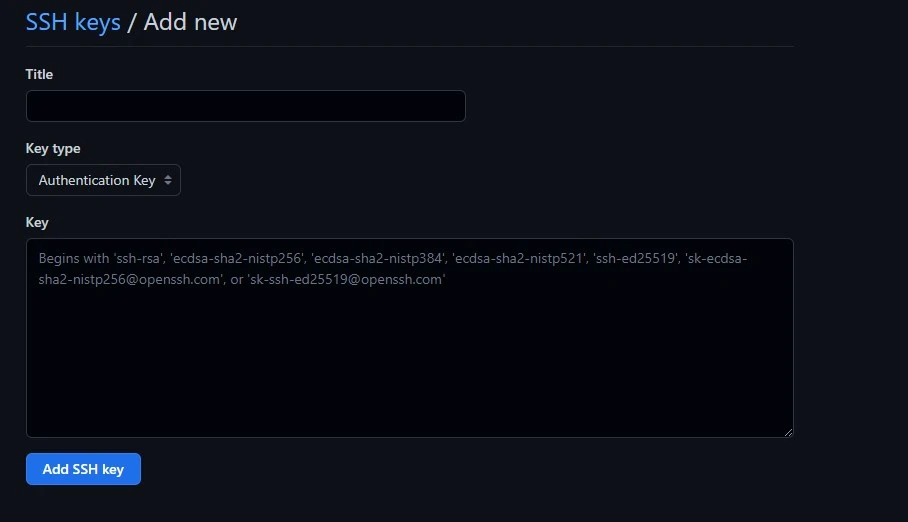 SSH keys / Add new
Title
Key type
Authentication Key
Key
Begins with 'ssh-rsa', 'ecdsa-sha2-nistp256', 'ecdsa-sha2-nistp384', 'ecdsa-sha2-nistp521', 'ssh-ed25519', 'sk-ecdsa-
sha2-nistp256@openssh.com', or 'sk-ssh-ed25519@openssh.com'
Add SSH key